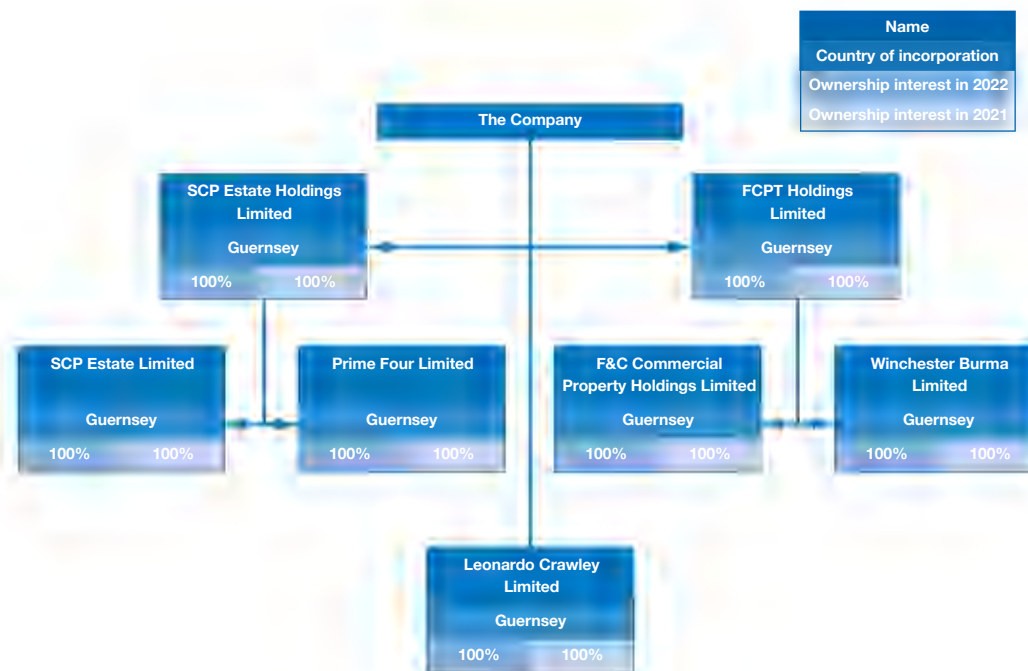 Name
Country of incorporation
Ownership interest in 2022
Ownership interest in 2021
The Company
SCP Estate Holdings
Limited
Guernsey
100% 100%
FCPT Holdings
Limited
Guernsey
100% 100%
SCP Estate Limited
Guernsey
100% 100%
Prime Four Limited
Guernsey
100% 100%
F&C Commercial
Property Holdings Limited
Guernsey
100% 100%
Winchester Burma
Limited
Guernsey
100% 100%
Leonardo Crawley
Limited
Guernsey
100% 100%